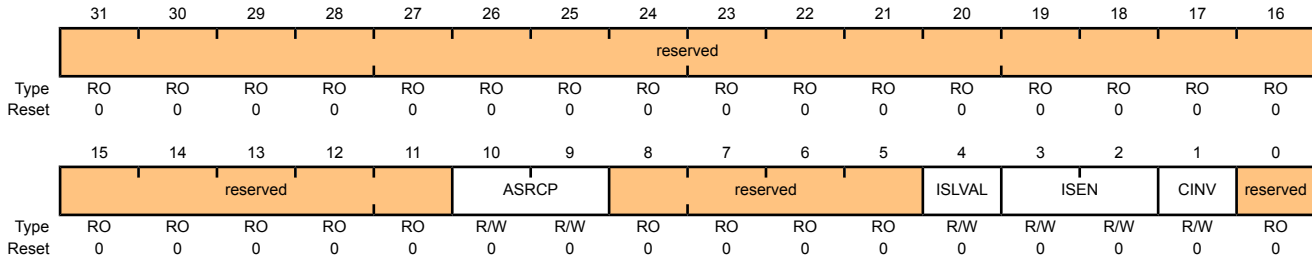 31 30 29 28 27 26 25 24 23 22 21 20 19 18 17 16
reserved
Type RO RO RO RO RO RO RO RO RO RO RO RO RO RO RO RO
Reset 0 0 0 0 0 0 0 0 0 0 0 0 0 0 0 0
15 14 13 12 11 10 9 8 7 6 5 4 3 2 1 0
reserved ASRCP reserved ISLVAL ISEN CINV reserved
Type RO RO RO RO RO R/W R/W RO RO RO RO R/W R/W R/W R/W RO
Reset 0 0 0 0 0 0 0 0 0 0 0 0 0 0 0 0